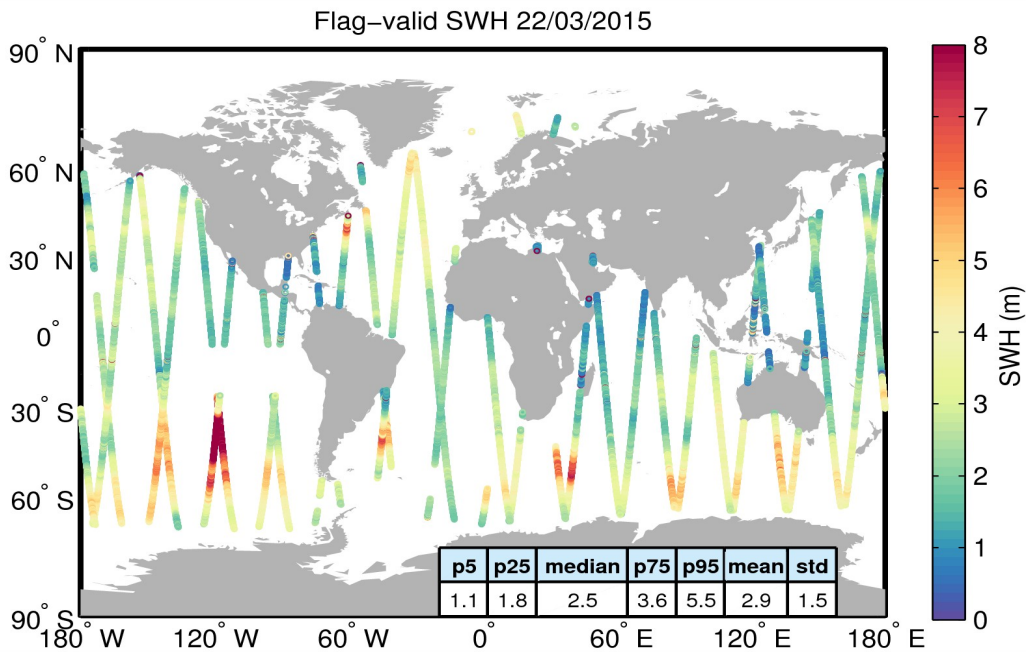 Flag−valid SWH 22/03/2015
90° N
60° N
30° N
0°
30° S
60° S
90° S
180° W
120° W
60° W
0°
60° E
120° E
180° E
p5 p25 median p75 p95 mean std
1.1 1.8 2.5 3.6 5.5 2.9 1.5
8
7
6
5
4
3
2
1
0
SWH (m)